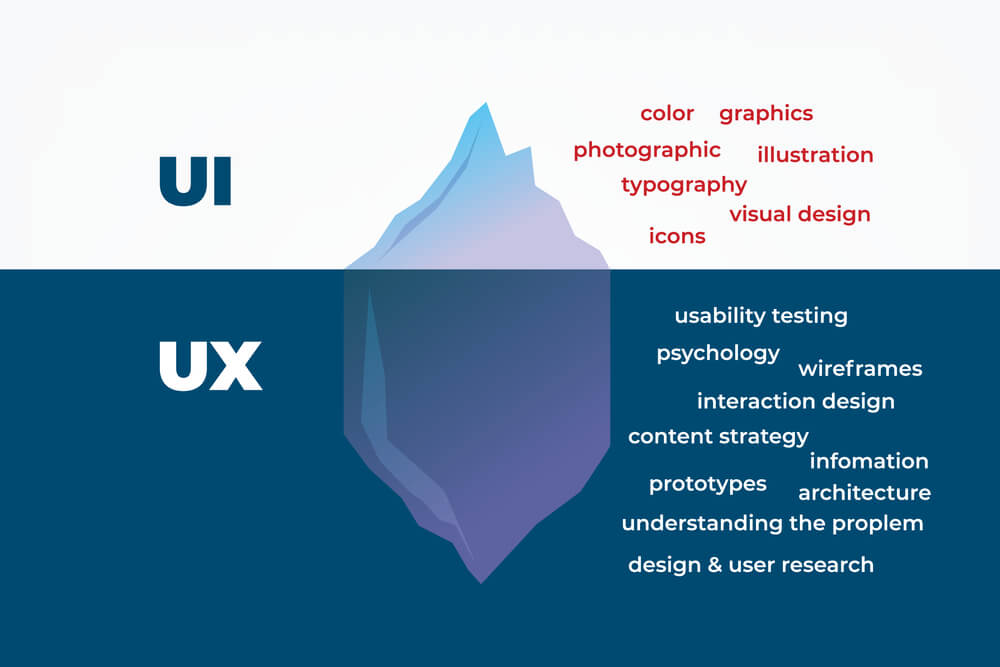 UI
color graphics
photographic illustration
typography
visual design
icons
UX
usability testing
psychology
wireframes
interaction design
content strategy
infomation
architecture
prototypes
understanding the proplem
design & user research